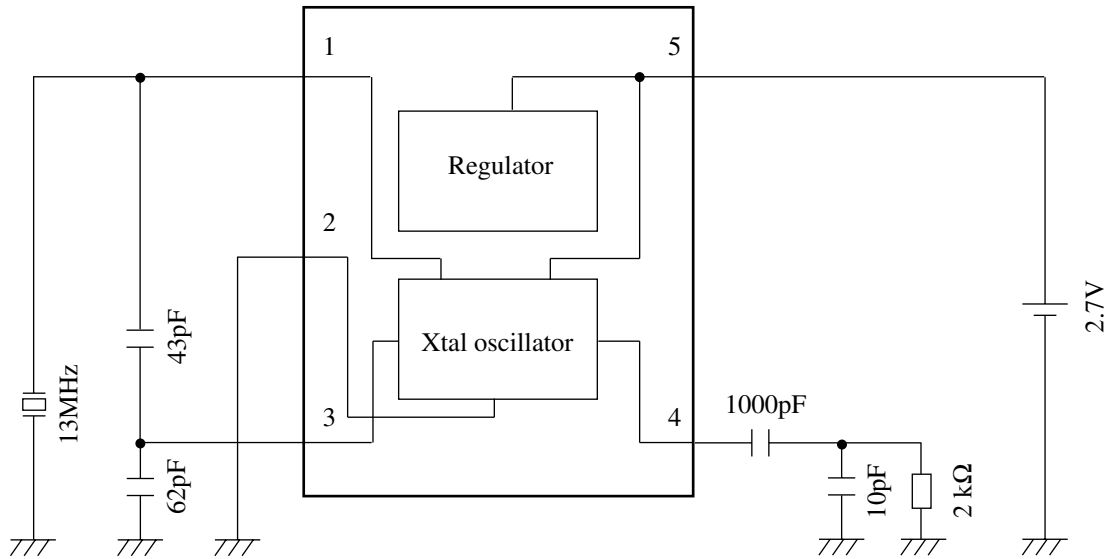 1
5
Regulator
2
43pF
Xtal oscillator
2.7V
13MHz
3
4
1000pF
62pF
10pF
2 kΩ